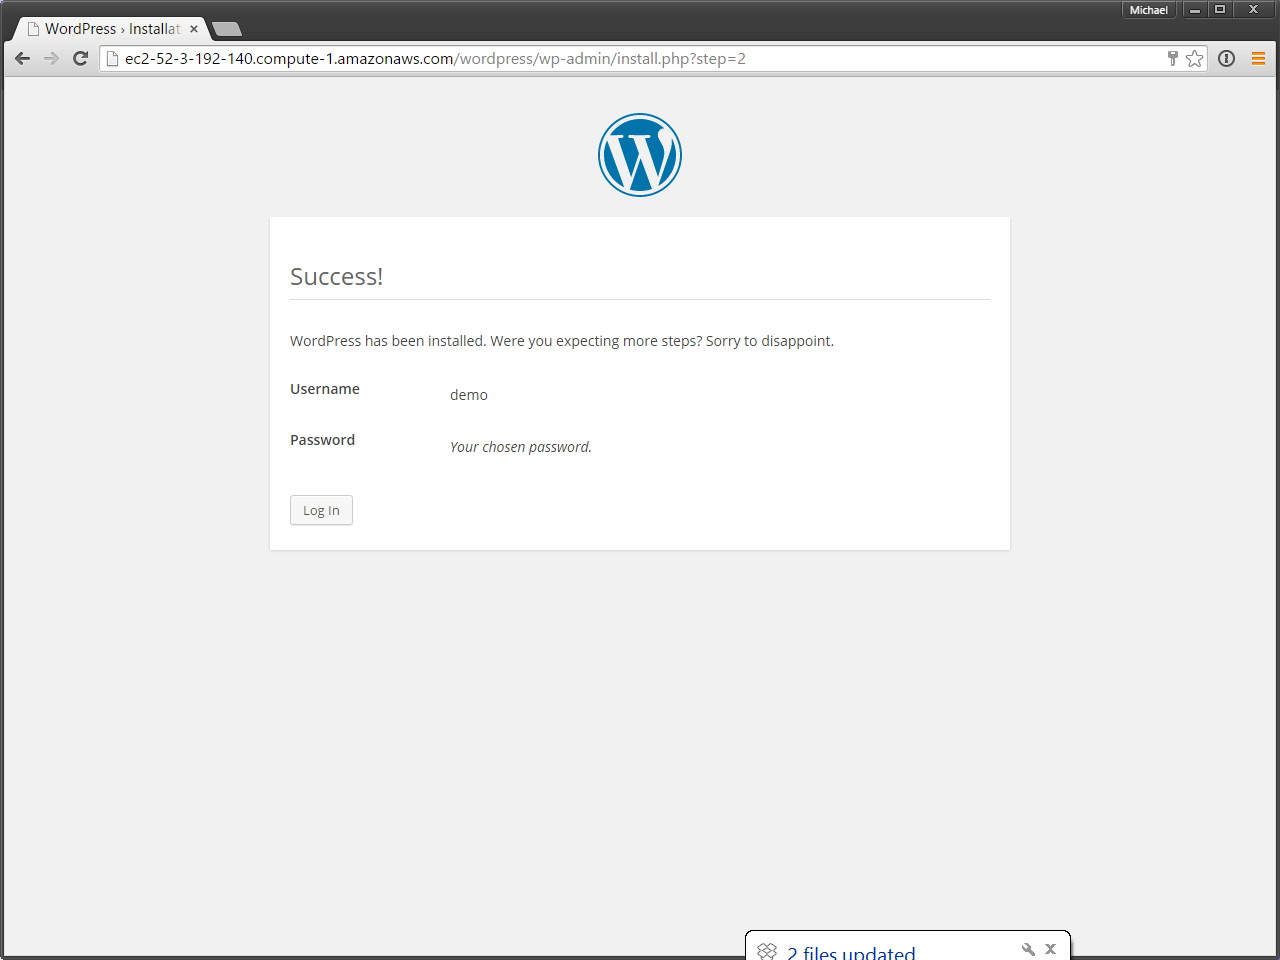 Michael
WordPress › Installat
ec2-52-3-192-140.compute-1.amazonaws.com/wordpress/wp-admin/install.php?step=2
Success!
WordPress has been installed. Were you expecting more steps? Sorry to disappoint.
Username demo
Password Your chosen password.
Log In
2 files updated